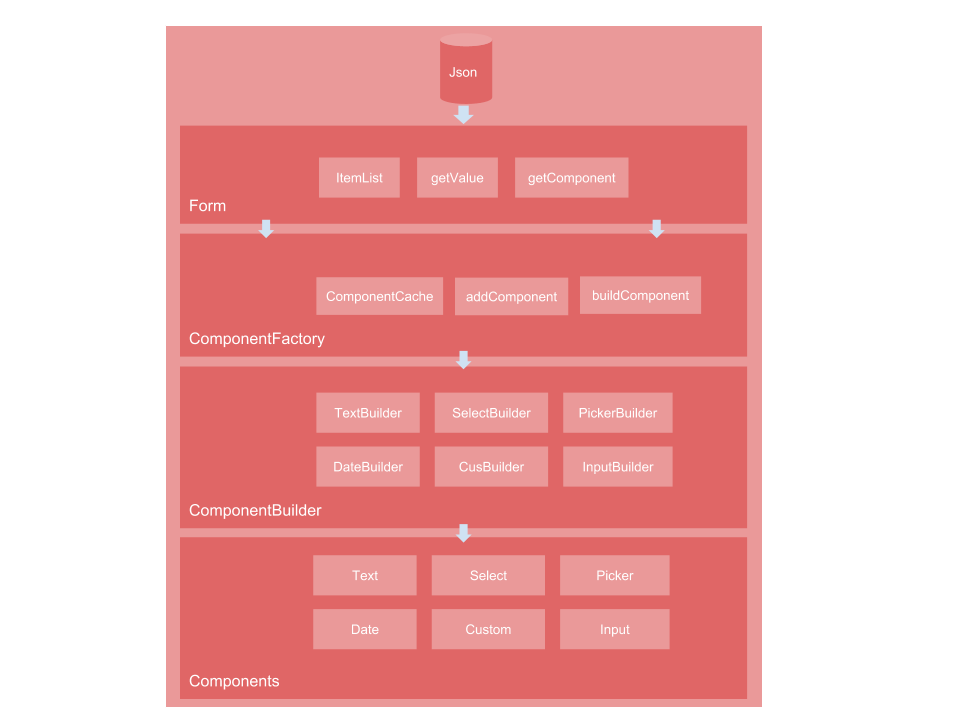 Json
ItemList
getValue
getComponent
Form
ComponentCache
addComponent
buildComponent
ComponentFactory
TextBuilder
SelectBuilder
PickerBuilder
DateBuilder
CusBuilder
InputBuilder
ComponentBuilder
Text
Select
Picker
Date
Custom
Input
Components